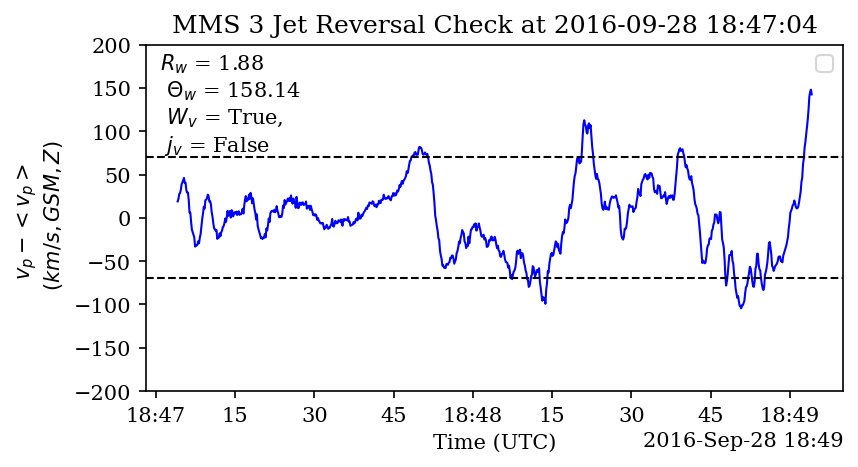 MMS 3 Jet Reversal Check at 2016-09-28 18:47:04
R_w = 1.88
Θ_w = 158.14
W_v = True,
j_v = False
v_p − < v_p >
(km/s, GSM, Z)
200
150
100
50
0
−50
−100
−150
−200
18:47 15 30 45 18:48 15 30 45 18:49
Time (UTC) 2016-Sep-28 18:49